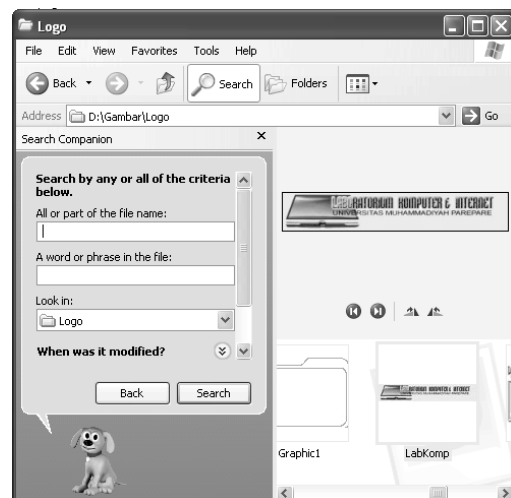 Logo
File Edit View Favorites Tools Help
Back Search Folders
Address D:\Gambar\Logo Go
Search Companion
Search by any or all of the criteria
below.
All or part of the file name:
A word or phrase in the file:
Look in:
Logo
When was it modified?
Back Search
LABORATORIUM KOMPUTER & INTERNET
UNIVERSITAS MUHAMMADIYAH PAREPARE
Graphic1
LabKomp